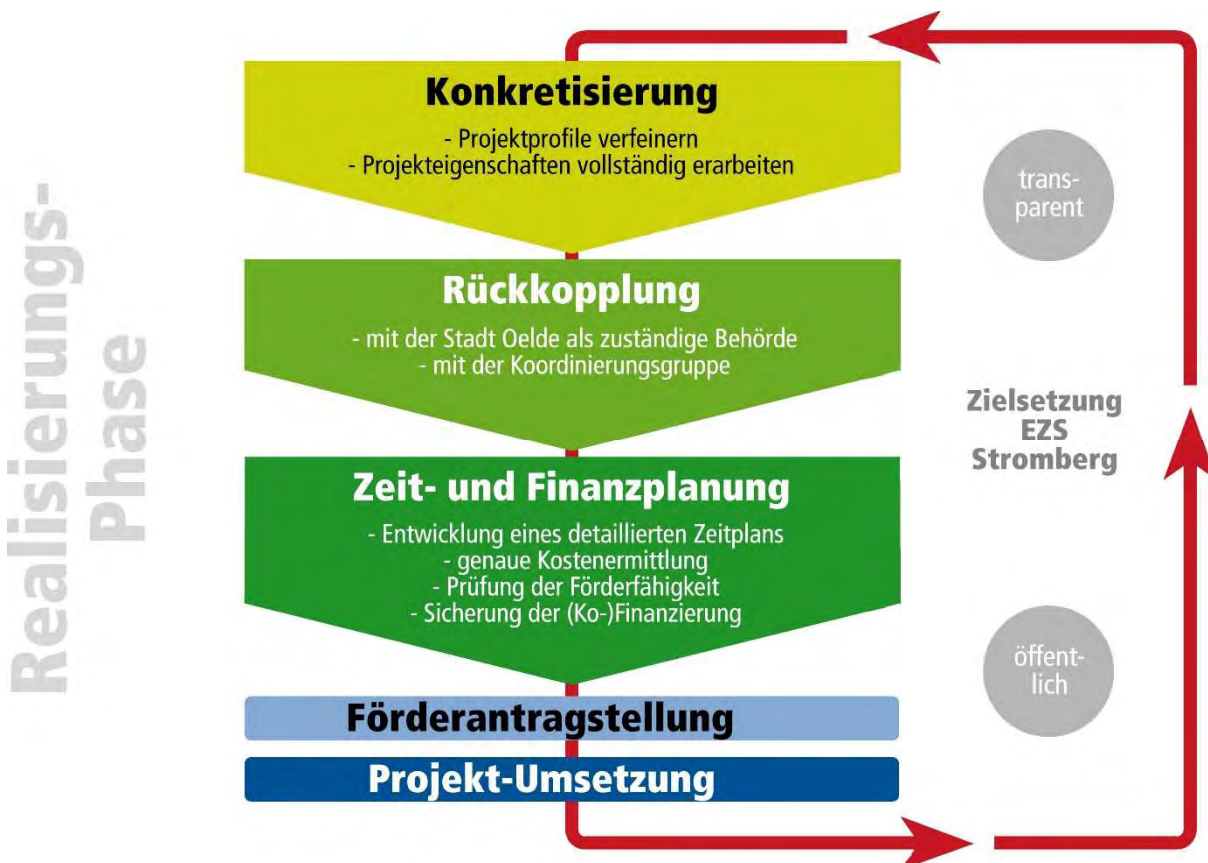 Realisierungs-
Phase
Konkretisierung
- Projektprofile verfeinern
- Projekteigenschaften vollständig erarbeiten
Rückkopplung
- mit der Stadt Oelde als zuständige Behörde
- mit der Koordinierungsgruppe
Zeit- und Finanzplanung
- Entwicklung eines detaillierten Zeitplans
- genaue Kostenermittlung
- Prüfung der Förderfähigkeit
- Sicherung der (Ko-)Finanzierung
Förderantragstellung
Projekt-Umsetzung
trans-
parent
Zielsetzung
EZS
Stromberg
öffent-
lich